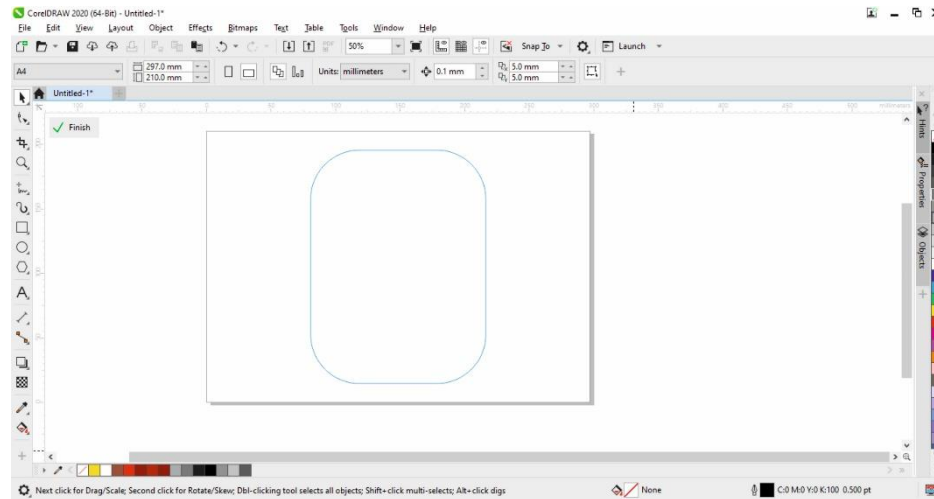 CorelDRAW 2020 (64-Bit) - Untitled-1*
File Edit View Layout Object Effects Bitmaps Text Table Tools Window Help
50% Snap To Launch
A4 297.0 mm 210.0 mm Units: millimeters 0.1 mm 5.0 mm 5.0 mm
Untitled-1*
millimeters
Finish
Hints
Properties
Objects
Next click for Drag/Scale; Second click for Rotate/Skew; Dbl-clicking tool selects all objects; Shift+click multi-selects; Alt+click digs None C:0 M:0 Y:0 K:100 0.500 pt